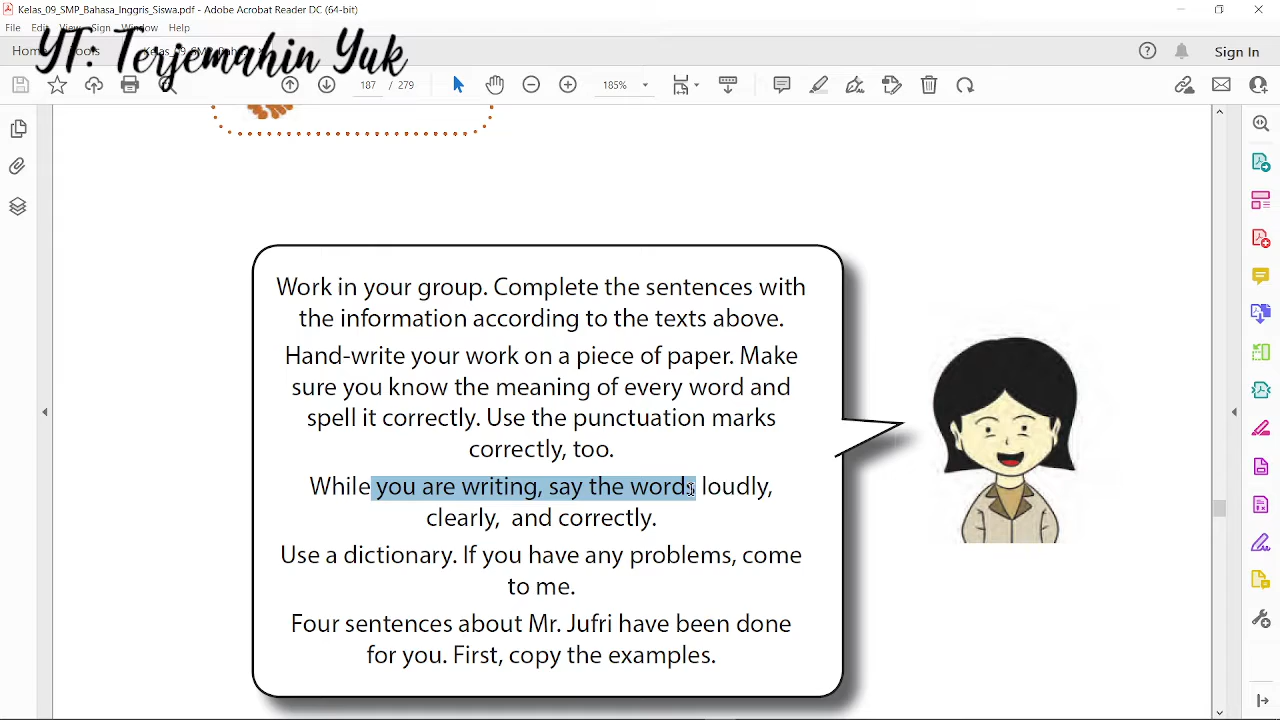 Kelas_09_SMP_Bahasa_Inggris_Siswa.pdf - Adobe Acrobat Reader DC (64-bit)
File Edit View Sign Window Help
YT: Terjemahin Yuk
Home Tools
Sign In
187 / 279
185%
Work in your group. Complete the sentences with
the information according to the texts above.
Hand-write your work on a piece of paper. Make
sure you know the meaning of every word and
spell it correctly. Use the punctuation marks
correctly, too.
While you are writing, say the words loudly,
clearly, and correctly.
Use a dictionary. If you have any problems, come
to me.
Four sentences about Mr. Jufri have been done
for you. First, copy the examples.